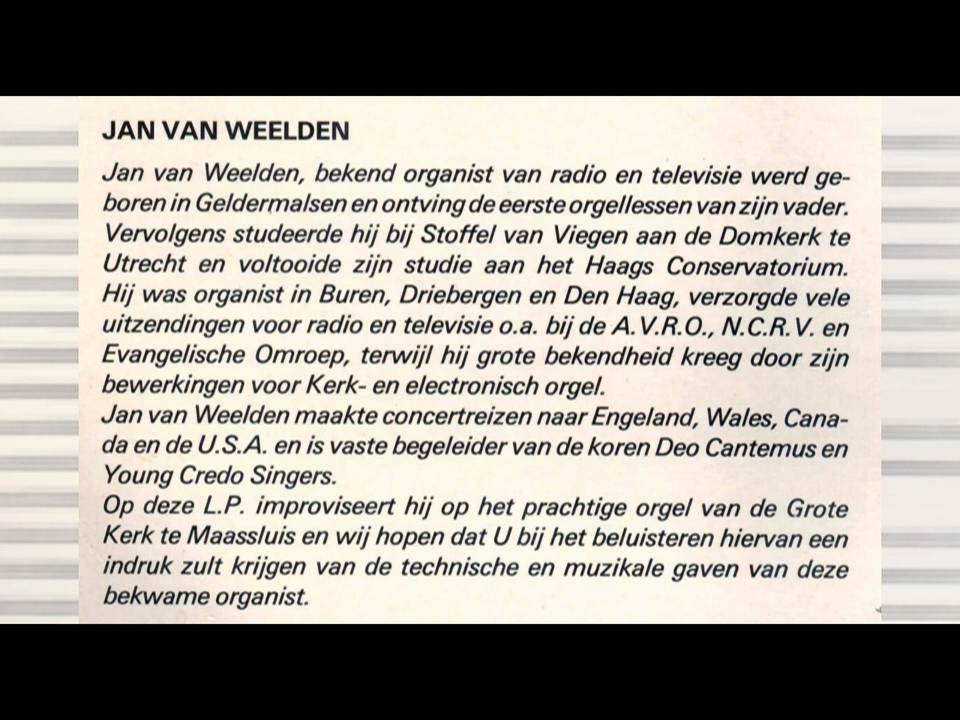 JAN VAN WEELDEN
Jan van Weelden, bekend organist van radio en televisie werd ge-
boren in Geldermalsen en ontving de eerste orgellessen van zijn vader.
Vervolgens studeerde hij bij Stoffel van Viegen aan de Domkerk te
Utrecht en voltooide zijn studie aan het Haags Conservatorium.
Hij was organist in Buren, Driebergen en Den Haag, verzorgde vele
uitzendingen voor radio en televisie o.a. bij de A.V.R.O., N.C.R.V. en
Evangelische Omroep, terwijl hij grote bekendheid kreeg door zijn
bewerkingen voor Kerk- en electronisch orgel.
Jan van Weelden maakte concertreizen naar Engeland, Wales, Cana-
da en de U.S.A. en is vaste begeleider van de koren Deo Cantemus en
Young Credo Singers.
Op deze L.P. improviseert hij op het prachtige orgel van de Grote
Kerk te Maassluis en wij hopen dat U bij het beluisteren hiervan een
indruk zult krijgen van de technische en muzikale gaven van deze
bekwame organist.